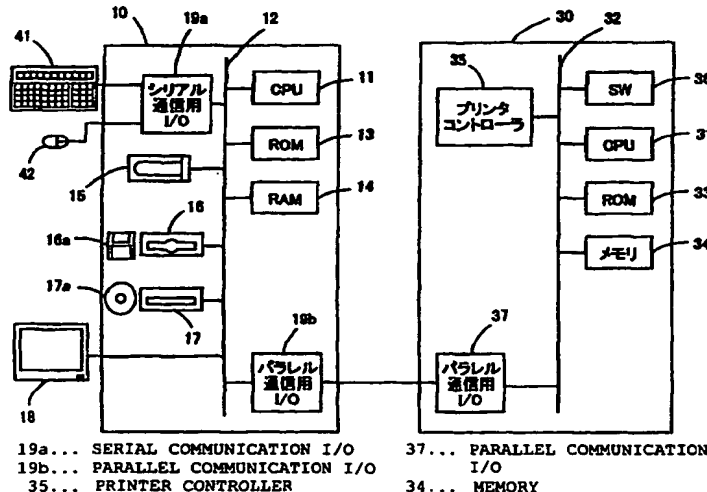 10
19a
12
30
32
41
シリアル
通信用
I/O
CPU
11
35
プリンタ
コントローラ
SW
36
CPU
31
42
ROM
13
ROM
33
15
RAM
14
メモリ
34
16a
16
17a
17
19b
37
18
パラレル
通信用
I/O
パラレル
通信用
I/O
19a... SERIAL COMMUNICATION I/O
19b... PARALLEL COMMUNICATION I/O
35... PRINTER CONTROLLER
37... PARALLEL COMMUNICATION
I/O
34... MEMORY